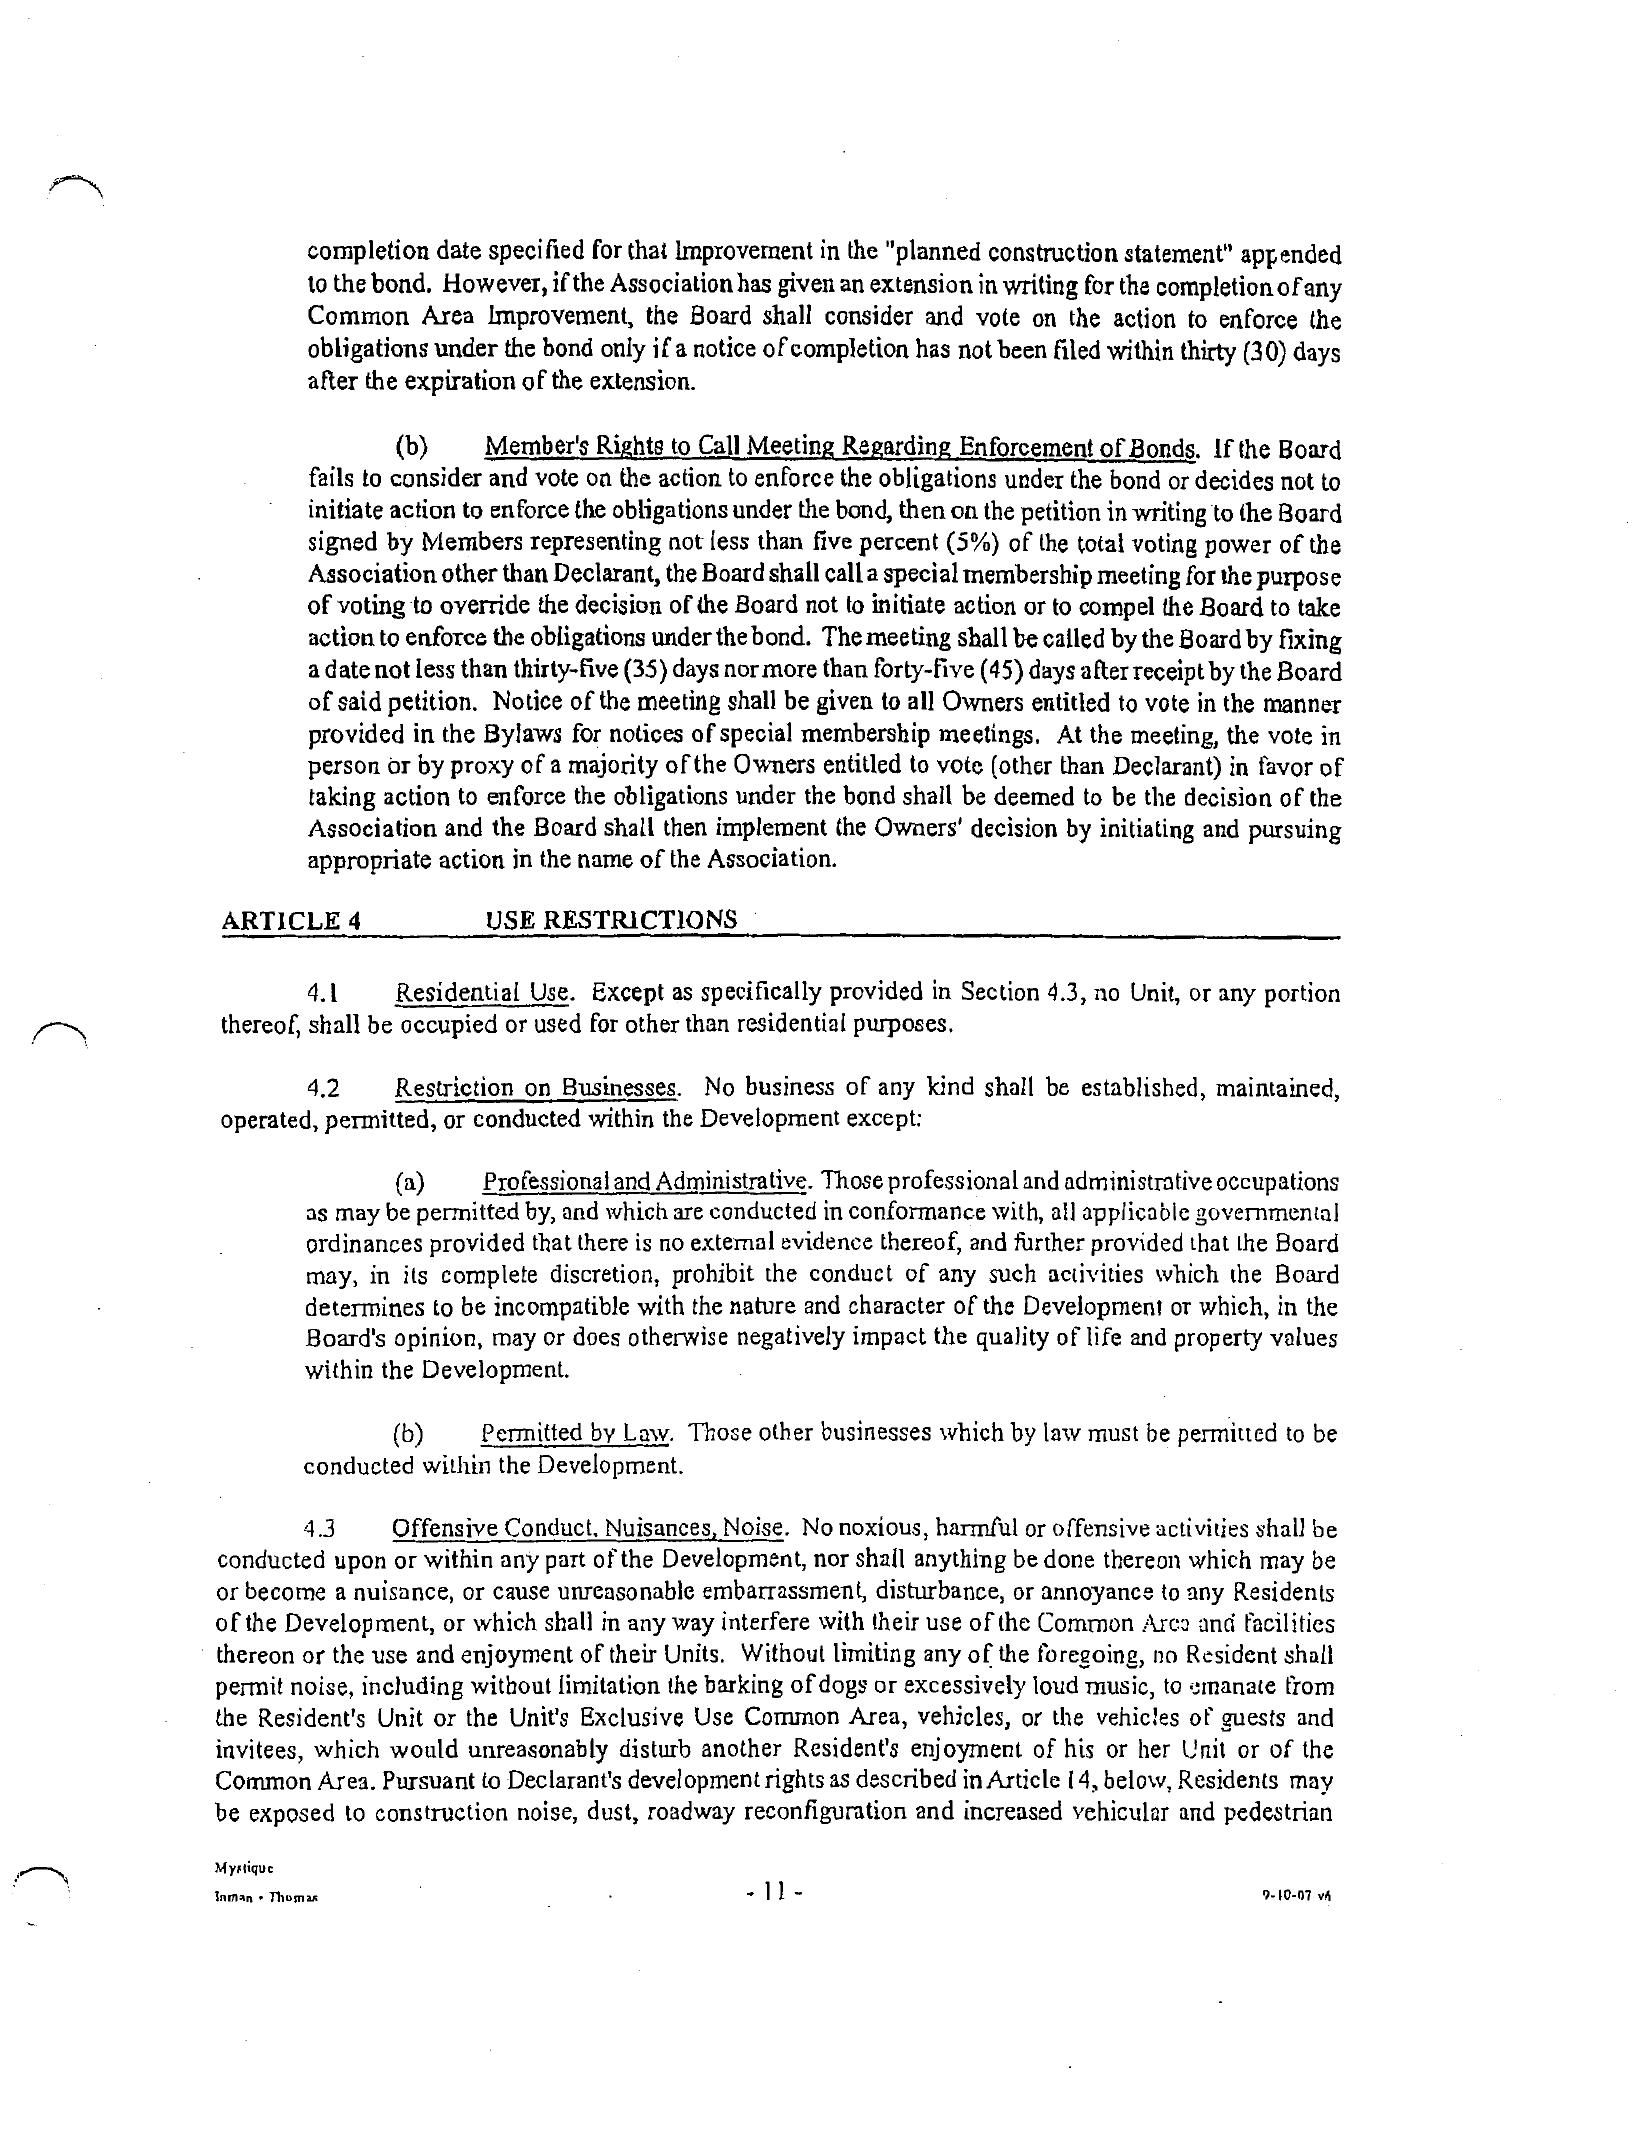 completion date specified for that Improvement in the "planned construction statement" appended
to the bond. However, if the Association has given an extension in writing for the completion of any
Common Area Improvement, the Board shall consider and vote on the action to enforce the
obligations under the bond only if a notice of completion has not been filed within thirty (30) days
after the expiration of the extension.
(b) Member's Rights to Call Meeting Regarding Enforcement of Bonds. If the Board
fails to consider and vote on the action to enforce the obligations under the bond or decides not to
initiate action to enforce the obligations under the bond, then on the petition in writing to the Board
signed by Members representing not less than five percent (5%) of the total voting power of the
Association other than Declarant, the Board shall call a special membership meeting for the purpose
of voting to override the decision of the Board not to initiate action or to compel the Board to take
action to enforce the obligations under the bond. The meeting shall be called by the Board by fixing
a date not less than thirty-five (35) days nor more than forty-five (45) days after receipt by the Board
of said petition. Notice of the meeting shall be given to all Owners entitled to vote in the manner
provided in the Bylaws for notices of special membership meetings. At the meeting, the vote in
person or by proxy of a majority of the Owners entitled to vote (other than Declarant) in favor of
taking action to enforce the obligations under the bond shall be deemed to be the decision of the
Association and the Board shall then implement the Owners' decision by initiating and pursuing
appropriate action in the name of the Association.
ARTICLE 4 USE RESTRICTIONS
4.1 Residential Use. Except as specifically provided in Section 4.3, no Unit, or any portion
thereof, shall be occupied or used for other than residential purposes.
4.2 Restriction on Businesses. No business of any kind shall be established, maintained,
operated, permitted, or conducted within the Development except:
(a) Professional and Administrative. Those professional and administrative occupations
as may be permitted by, and which are conducted in conformance with, all applicable governmental
ordinances provided that there is no external evidence thereof, and further provided that the Board
may, in its complete discretion, prohibit the conduct of any such activities which the Board
determines to be incompatible with the nature and character of the Development or which, in the
Board's opinion, may or does otherwise negatively impact the quality of life and property values
within the Development.
(b) Permitted by Law. Those other businesses which by law must be permitted to be
conducted within the Development.
4.3 Offensive Conduct, Nuisances, Noise. No noxious, harmful or offensive activities shall be
conducted upon or within any part of the Development, nor shall anything be done thereon which may be
or become a nuisance, or cause unreasonable embarrassment, disturbance, or annoyance to any Residents
of the Development, or which shall in any way interfere with their use of the Common Area and facilities
thereon or the use and enjoyment of their Units. Without limiting any of the foregoing, no Resident shall
permit noise, including without limitation the barking of dogs or excessively loud music, to emanate from
the Resident's Unit or the Unit's Exclusive Use Common Area, vehicles, or the vehicles of guests and
invitees, which would unreasonably disturb another Resident's enjoyment of his or her Unit or of the
Common Area. Pursuant to Declarant's development rights as described in Article 14, below, Residents may
be exposed to construction noise, dust, roadway reconfiguration and increased vehicular and pedestrian
Mystique
Inman • Thomas
- 11 -
9-10-07 v6